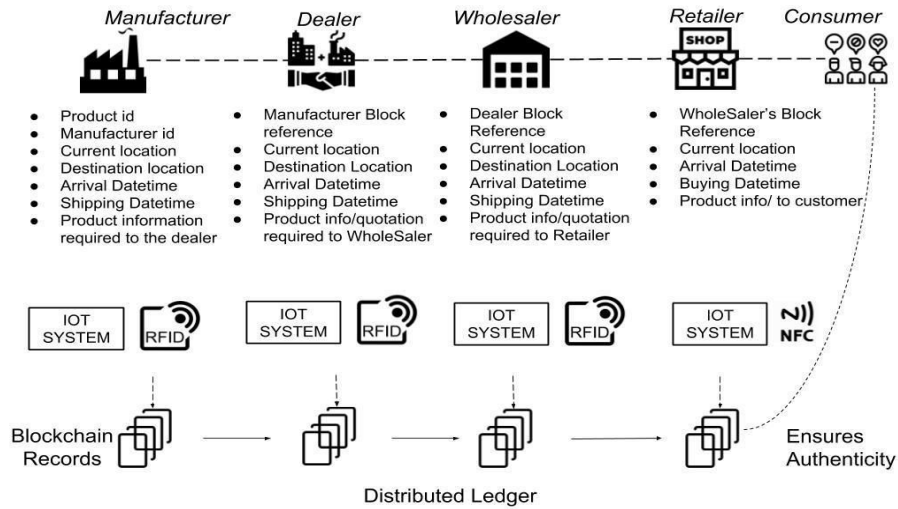 Manufacturer
Dealer
Wholesaler
Retailer
Consumer
SHOP
• Product id
• Manufacturer id
• Current location
• Destination location
• Arrival Datetime
• Shipping Datetime
• Product information
required to the dealer
• Manufacturer Block
reference
• Current location
• Destination Location
• Arrival Datetime
• Shipping Datetime
• Product info/quotation
required to WholeSaler
• Dealer Block
Reference
• Current location
• Destination Location
• Arrival Datetime
• Shipping Datetime
• Product info/quotation
required to Retailer
• WholeSaler's Block
Reference
• Current location
• Arrival Datetime
• Buying Datetime
• Product info/ to customer
IOT
SYSTEM
RFID
IOT
SYSTEM
RFID
IOT
SYSTEM
RFID
IOT
SYSTEM
NFC
Blockchain
Records
Ensures
Authenticity
Distributed Ledger